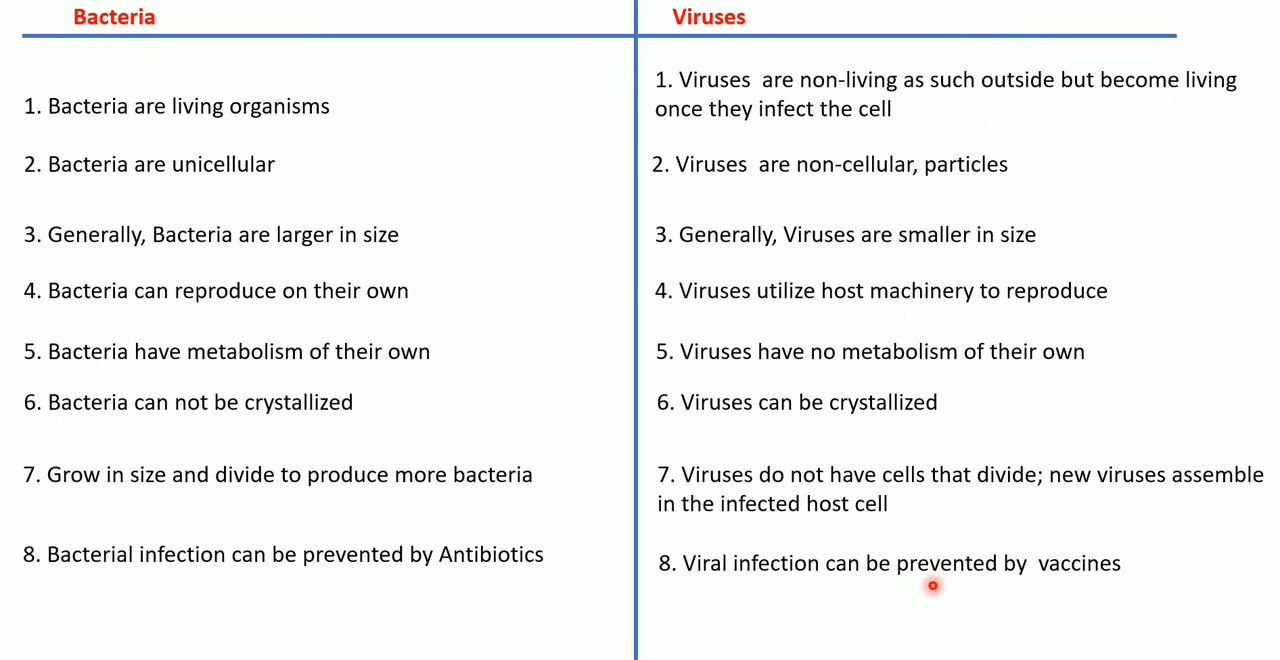 Bacteria
Viruses
1. Bacteria are living organisms
1. Viruses are non-living as such outside but become living
once they infect the cell
2. Bacteria are unicellular
2. Viruses are non-cellular, particles
3. Generally, Bacteria are larger in size
3. Generally, Viruses are smaller in size
4. Bacteria can reproduce on their own
4. Viruses utilize host machinery to reproduce
5. Bacteria have metabolism of their own
5. Viruses have no metabolism of their own
6. Bacteria can not be crystallized
6. Viruses can be crystallized
7. Grow in size and divide to produce more bacteria
7. Viruses do not have cells that divide; new viruses assemble
in the infected host cell
8. Bacterial infection can be prevented by Antibiotics
8. Viral infection can be prevented by vaccines